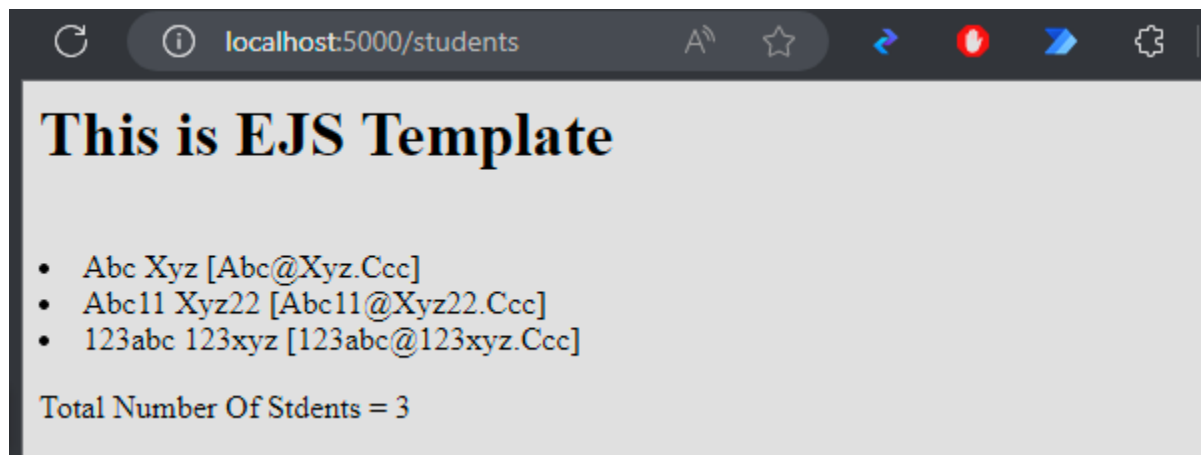 localhost:5000/students
This is EJS Template
• Abc Xyz [Abc@Xyz.Ccc]
• Abc11 Xyz22 [Abc11@Xyz22.Ccc]
• 123abc 123xyz [123abc@123xyz.Ccc]
Total Number Of Stdents = 3